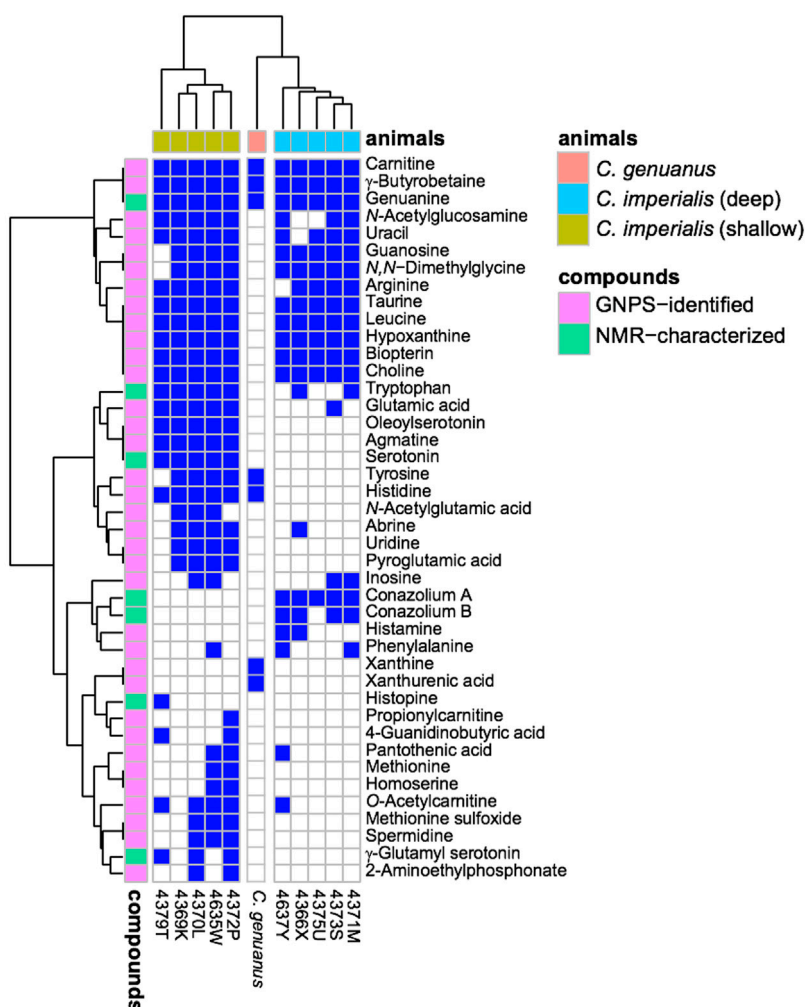 animals
Carnitine
γ-Butyrobetaine
Genuanine
N-Acetylglucosamine
Uracil
Guanosine
N,N−Dimethylglycine
Arginine
Taurine
Leucine
Hypoxanthine
Biopterin
Choline
Tryptophan
Glutamic acid
Oleoylserotonin
Agmatine
Serotonin
Tyrosine
Histidine
N-Acetylglutamic acid
Abrine
Uridine
Pyroglutamic acid
Inosine
Conazolium A
Conazolium B
Histamine
Phenylalanine
Xanthine
Xanthurenic acid
Histopine
Propionylcarnitine
4-Guanidinobutyric acid
Pantothenic acid
Methionine
Homoserine
O-Acetylcarnitine
Methionine sulfoxide
Spermidine
γ-Glutamyl serotonin
2-Aminoethylphosphonate
compounds
4379T
4369K
4370L
4635W
4372P
C. genuanus
4637Y
4366X
4375U
4373S
4371M
animals
C. genuanus
C. imperialis (deep)
C. imperialis (shallow)
compounds
GNPS−identified
NMR−characterized